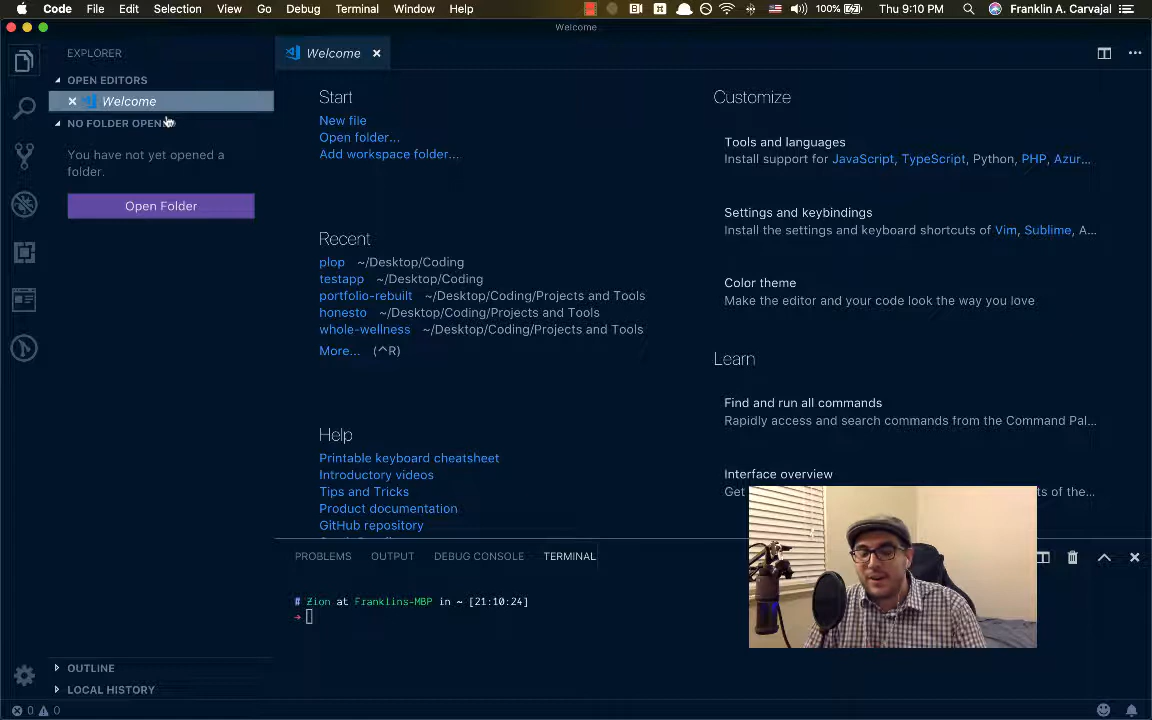 Code File Edit Selection View Go Debug Terminal Window Help
100% Thu 9:10 PM Franklin A. Carvajal
Welcome
EXPLORER
OPEN EDITORS
Welcome
NO FOLDER OPEN
You have not yet opened a
folder.
Open Folder
OUTLINE
LOCAL HISTORY
0 0
Welcome
Start
New file
Open folder...
Add workspace folder...
Recent
plop ~/Desktop/Coding
testapp ~/Desktop/Coding
portfolio-rebuilt ~/Desktop/Coding/Projects and Tools
honesto ~/Desktop/Coding/Projects and Tools
whole-wellness ~/Desktop/Coding/Projects and Tools
More... (^R)
Help
Printable keyboard cheatsheet
Introductory videos
Tips and Tricks
Product documentation
GitHub repository
Customize
Tools and languages
Install support for JavaScript, TypeScript, Python, PHP, Azur...
Settings and keybindings
Install the settings and keyboard shortcuts of Vim, Sublime, A...
Color theme
Make the editor and your code look the way you love
Learn
Find and run all commands
Rapidly access and search commands from the Command Pal...
Interface overview
Get ts of the...
PROBLEMS OUTPUT DEBUG CONSOLE TERMINAL
# Zion at Franklins-MBP in ~ [21:10:24]
→